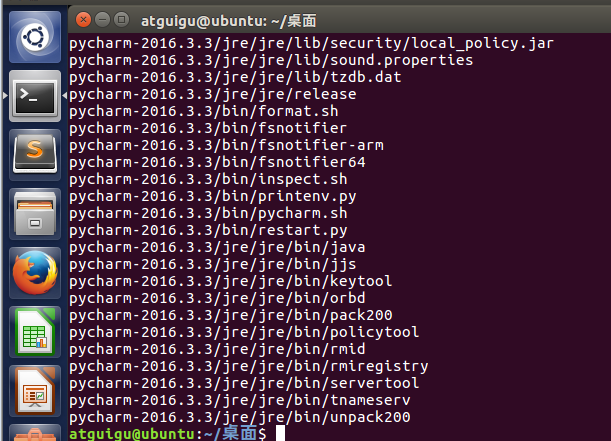 atguigu@ubuntu: ~/桌面
pycharm-2016.3.3/jre/jre/lib/security/local_policy.jar
pycharm-2016.3.3/jre/jre/lib/sound.properties
pycharm-2016.3.3/jre/jre/lib/tzdb.dat
pycharm-2016.3.3/jre/jre/release
pycharm-2016.3.3/bin/format.sh
pycharm-2016.3.3/bin/fsnotifier
pycharm-2016.3.3/bin/fsnotifier-arm
pycharm-2016.3.3/bin/fsnotifier64
pycharm-2016.3.3/bin/inspect.sh
pycharm-2016.3.3/bin/printenv.py
pycharm-2016.3.3/bin/pycharm.sh
pycharm-2016.3.3/bin/restart.py
pycharm-2016.3.3/jre/jre/bin/java
pycharm-2016.3.3/jre/jre/bin/jjs
pycharm-2016.3.3/jre/jre/bin/keytool
pycharm-2016.3.3/jre/jre/bin/orbd
pycharm-2016.3.3/jre/jre/bin/pack200
pycharm-2016.3.3/jre/jre/bin/policytool
pycharm-2016.3.3/jre/jre/bin/rmid
pycharm-2016.3.3/jre/jre/bin/rmiregistry
pycharm-2016.3.3/jre/jre/bin/servertool
pycharm-2016.3.3/jre/jre/bin/tnameserv
pycharm-2016.3.3/jre/jre/bin/unpack200
atguigu@ubuntu:~/桌面$